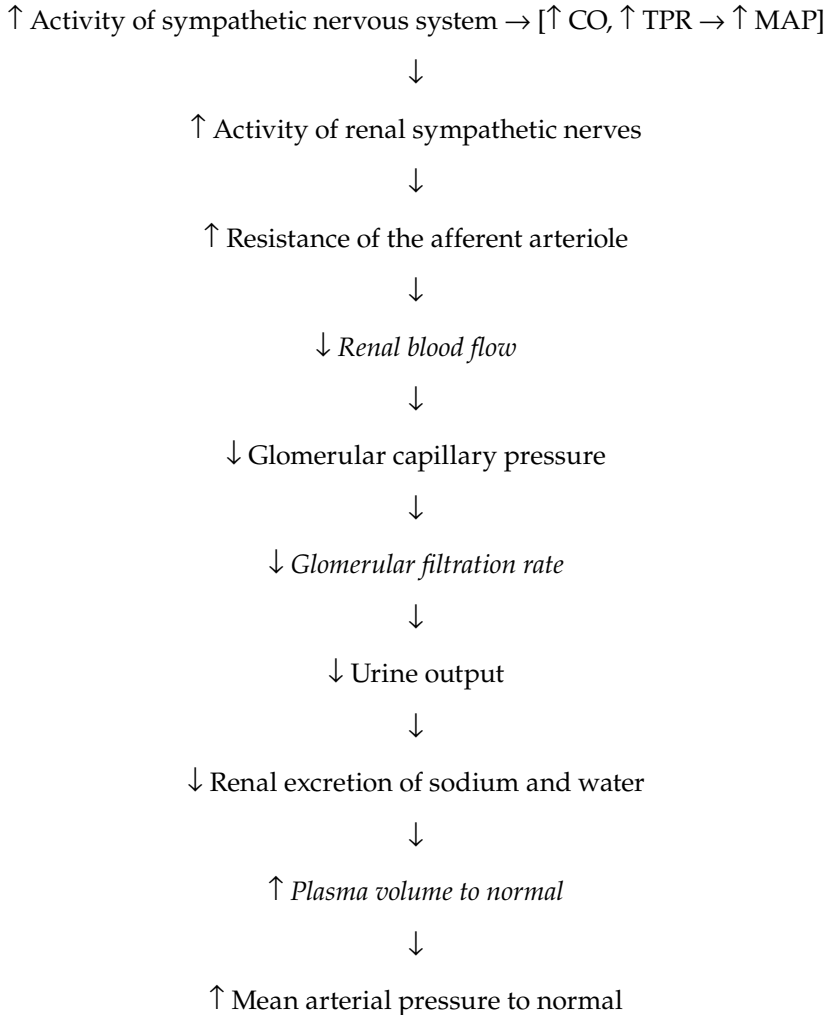 ↑ Activity of sympathetic nervous system → [↑ CO, ↑ TPR → ↑ MAP]
↓
↑ Activity of renal sympathetic nerves
↓
↑ Resistance of the afferent arteriole
↓
↓ Renal blood flow
↓
↓ Glomerular capillary pressure
↓
↓ Glomerular filtration rate
↓
↓ Urine output
↓
↓ Renal excretion of sodium and water
↓
↑ Plasma volume to normal
↓
↑ Mean arterial pressure to normal